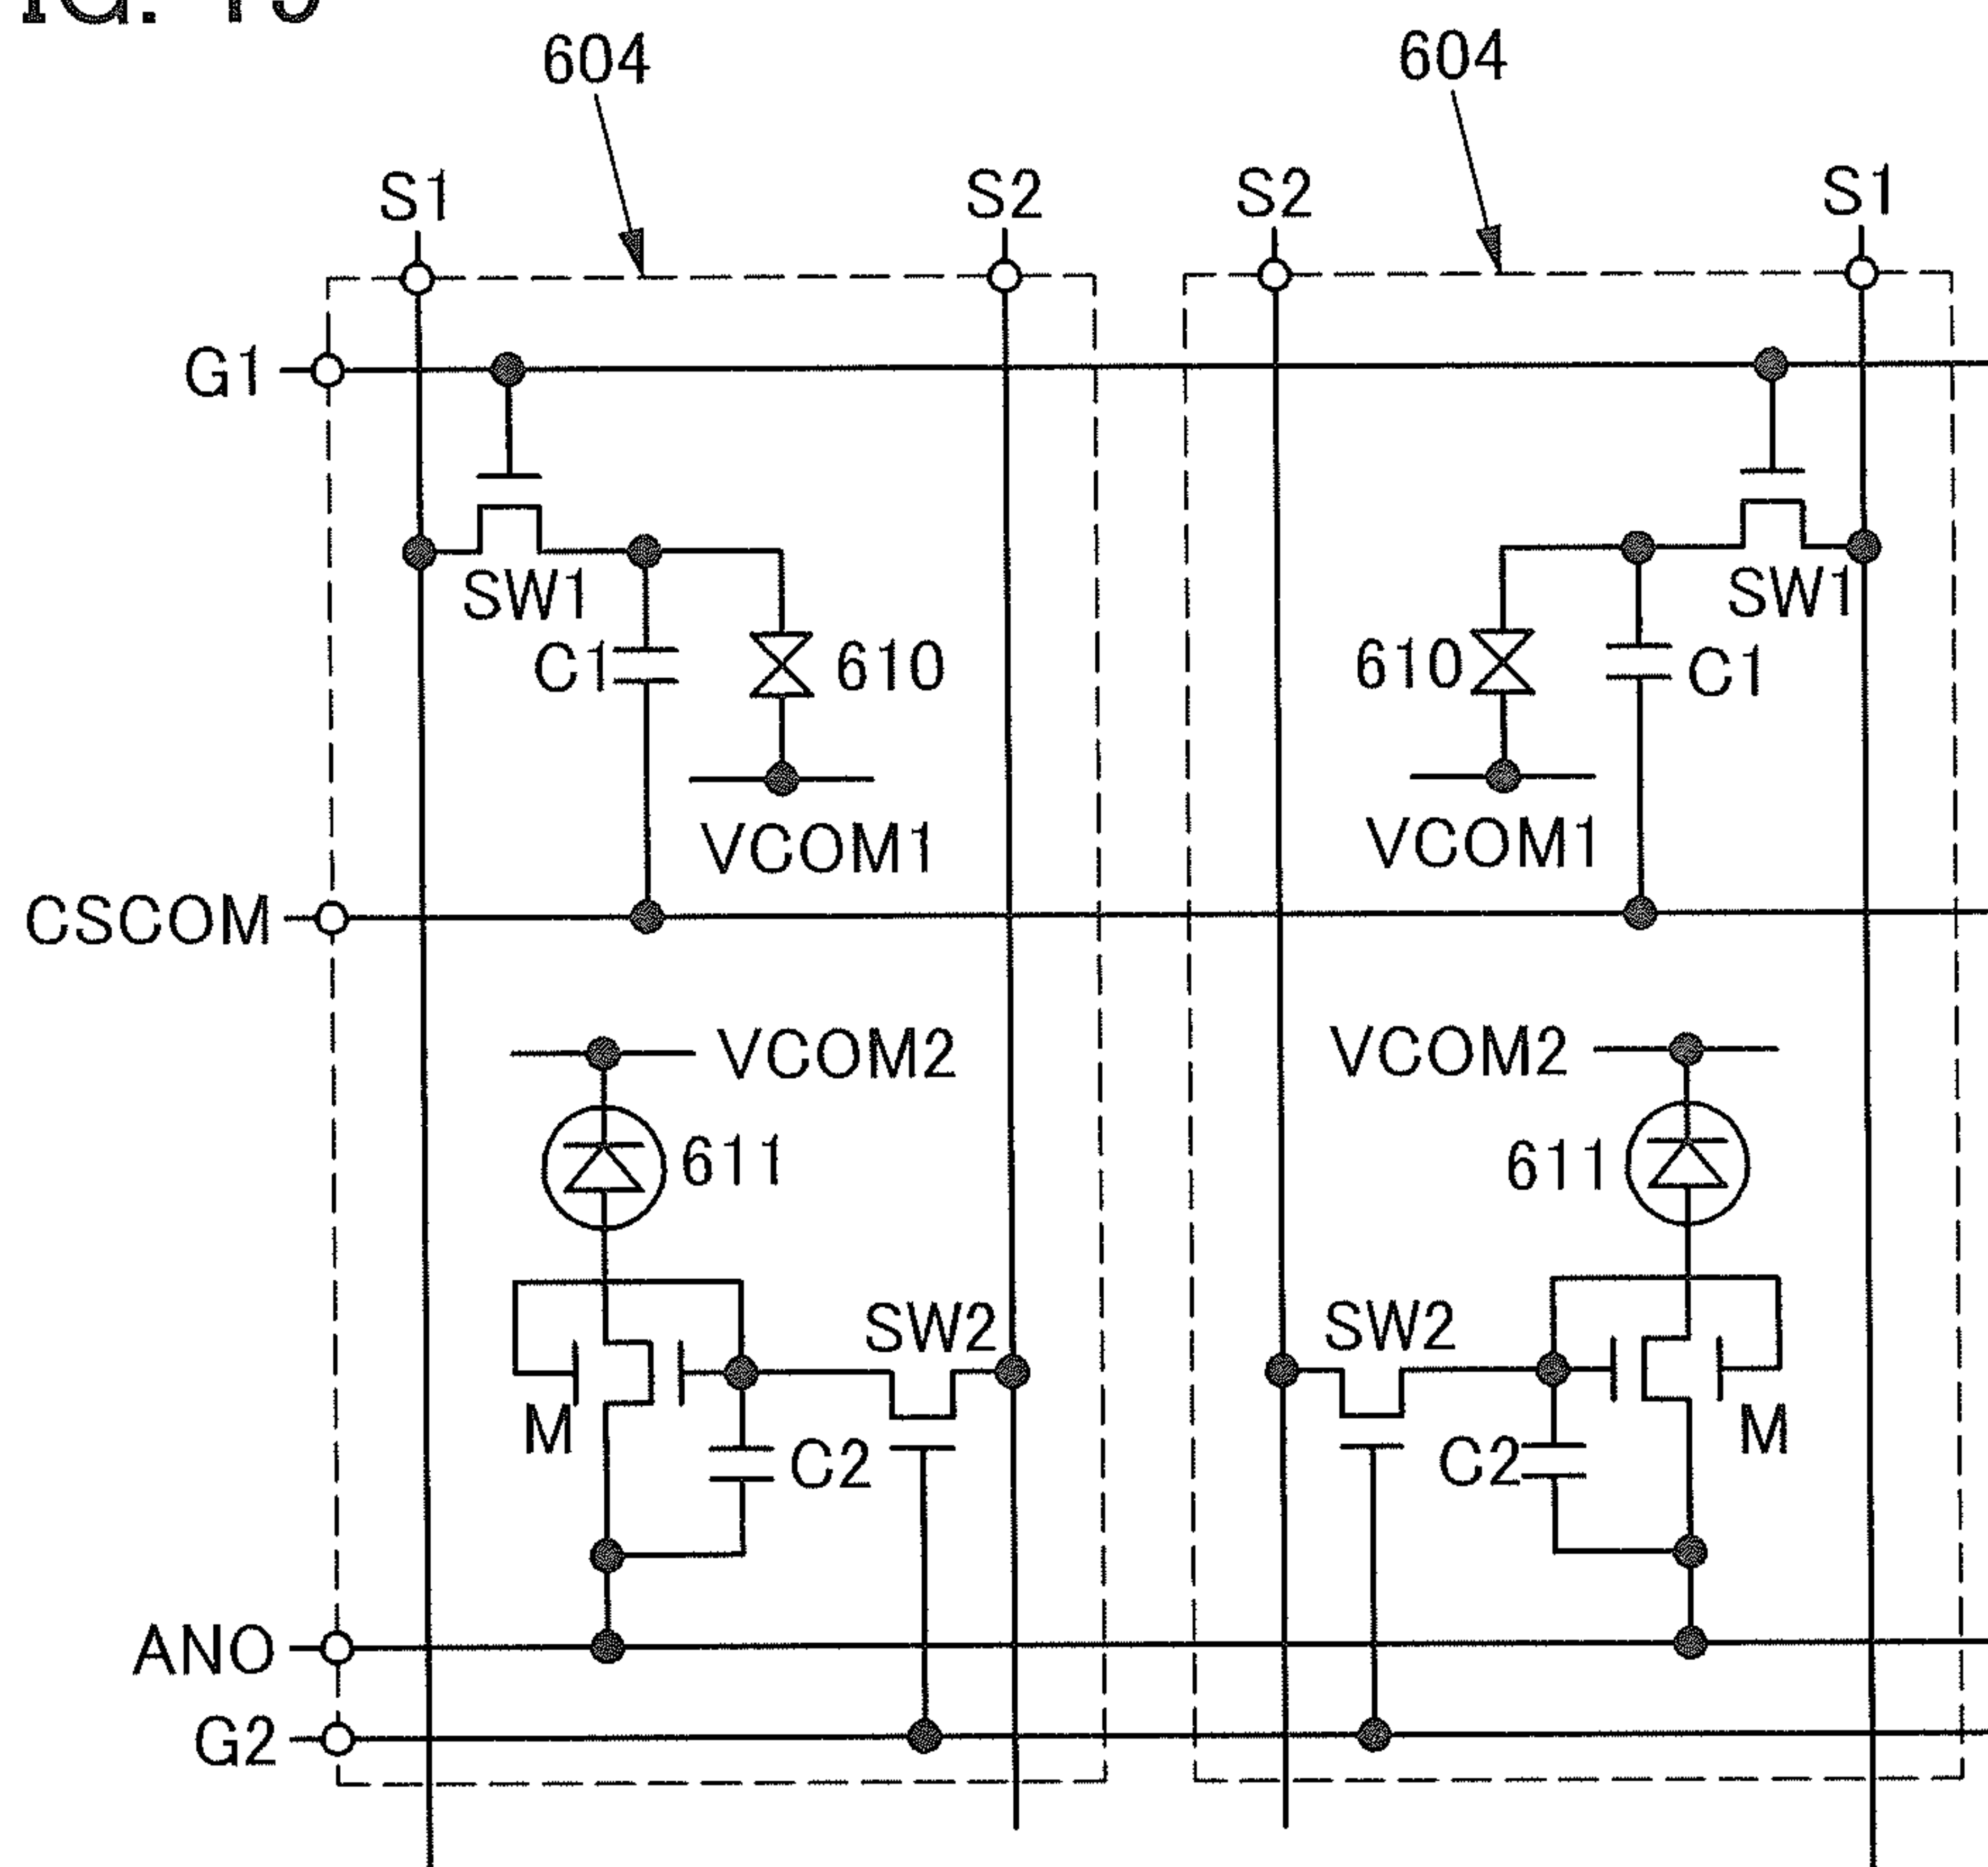 604 604
S1 S2 S2 S1
G1
SW1 SW1
C1 610 610 C1
VCOM1 VCOM1
CSCOM
VCOM2 VCOM2
611 611
SW2 SW2
M C2 C2 M
ANO
G2